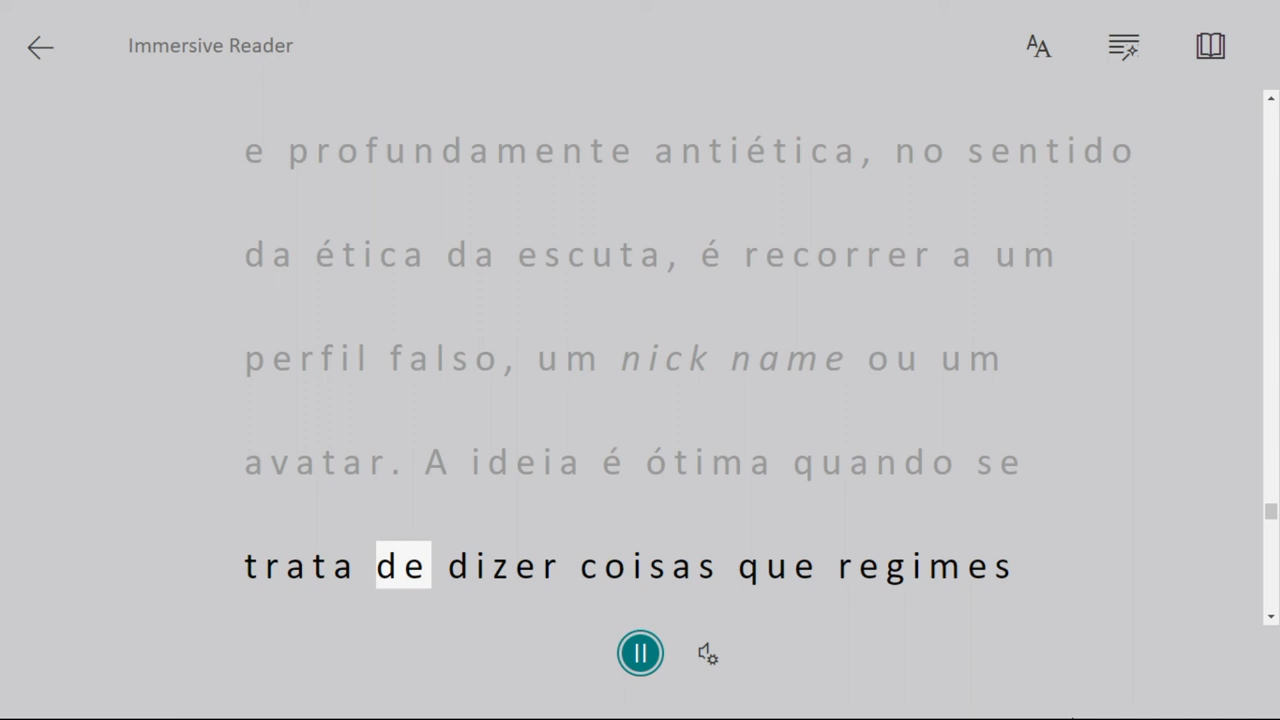 Immersive Reader
e profundamente antiética, no sentido
da ética da escuta, é recorrer a um
perfil falso, um nick name ou um
avatar. A ideia é ótima quando se
trata de dizer coisas que regimes